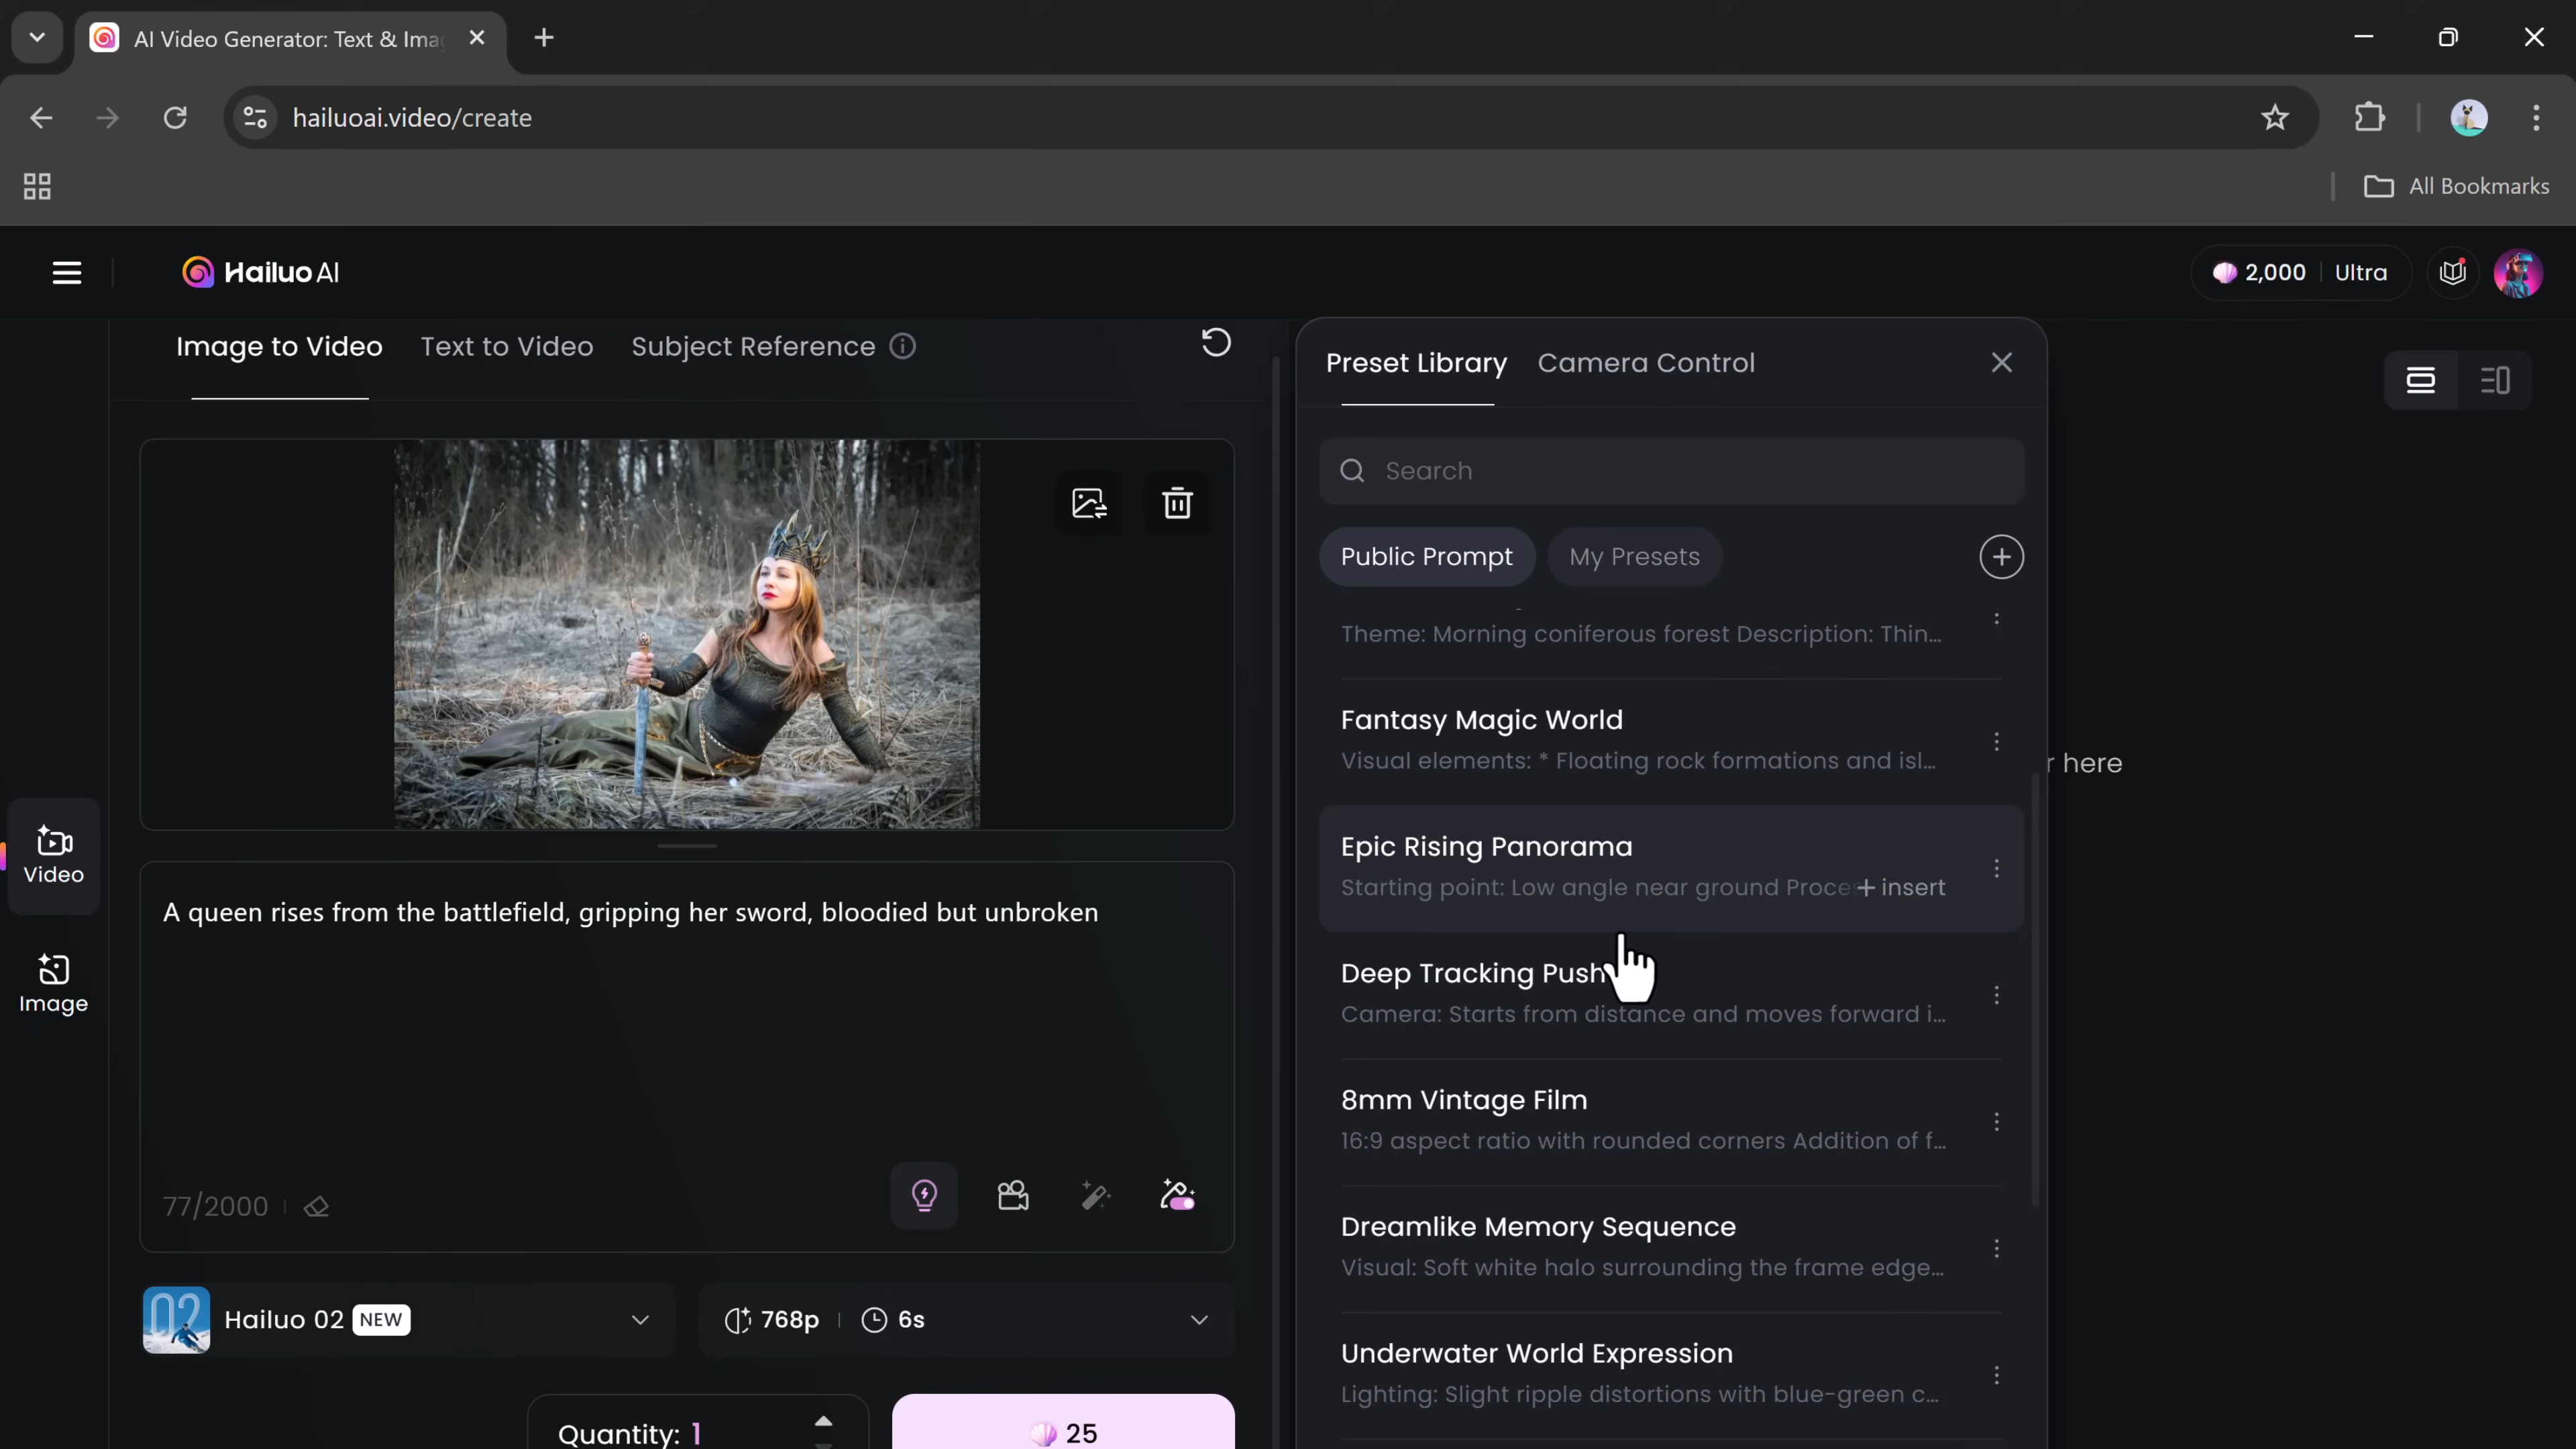 AI Video Generator: Text & Ima
hailuoai.video/create
All Bookmarks
Hailuo AI
2,000
Ultra
Image to Video
Text to Video
Subject Reference
A queen rises from the battlefield, gripping her sword, bloodied but unbroken
77/2000
02
Hailuo 02
NEW
768p
6s
Quantity: 1
25
Video
Image
Preset Library
Camera Control
Search
Public Prompt
My Presets
Theme: Morning coniferous forest Description: Thin...
Fantasy Magic World
Visual elements: * Floating rock formations and isl...
Epic Rising Panorama
Starting point: Low angle near ground Proce
+ insert
Deep Tracking Push
Camera: Starts from distance and moves forward i...
8mm Vintage Film
16:9 aspect ratio with rounded corners Addition of f...
Dreamlike Memory Sequence
Visual: Soft white halo surrounding the frame edge...
Underwater World Expression
Lighting: Slight ripple distortions with blue-green c...
r here